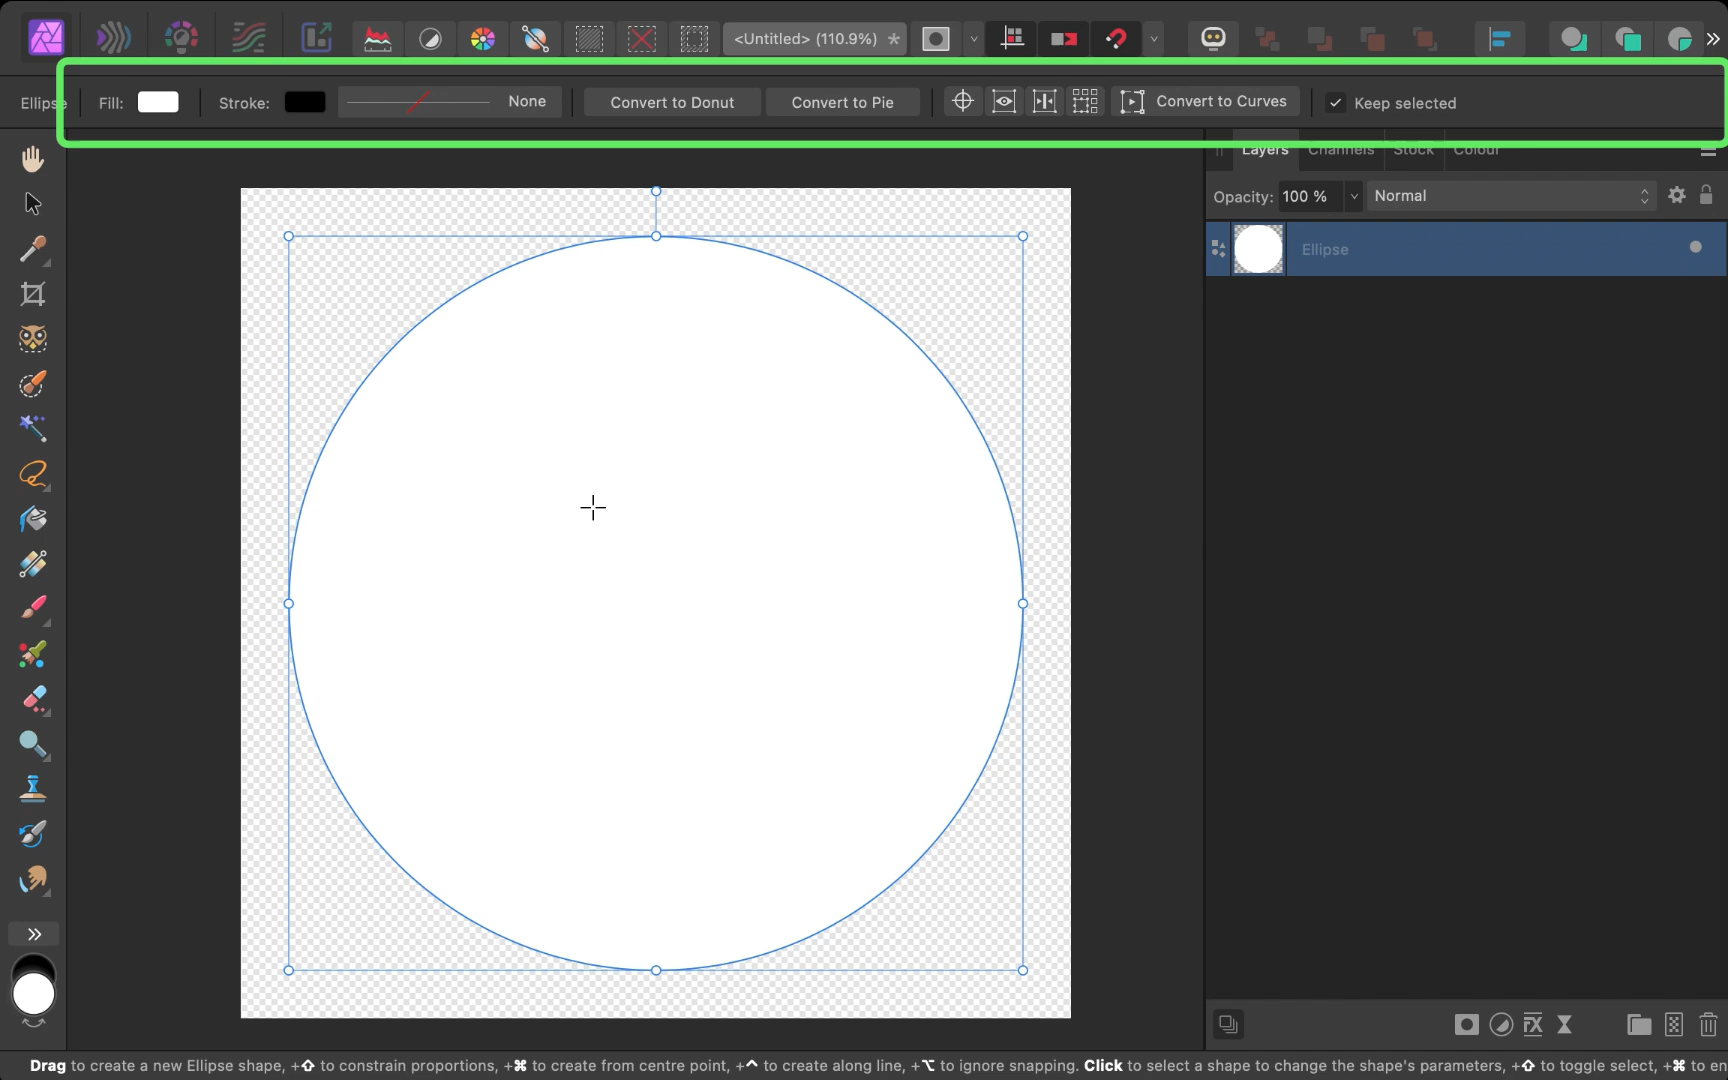 <Untitled> (110.9%) *
Fill: Stroke: None Convert to Donut Convert to Pie Convert to Curves Keep selected
Layers Channels Stock Colour
Opacity: 100 % Normal
Ellipse
Drag to create a new Ellipse shape, +⇧ to constrain proportions, +⌘ to create from centre point, +^ to create along line, +⌥ to ignore snapping. Click to select a shape to change the shape's parameters, +⇧ to toggle select, +⌘ to en